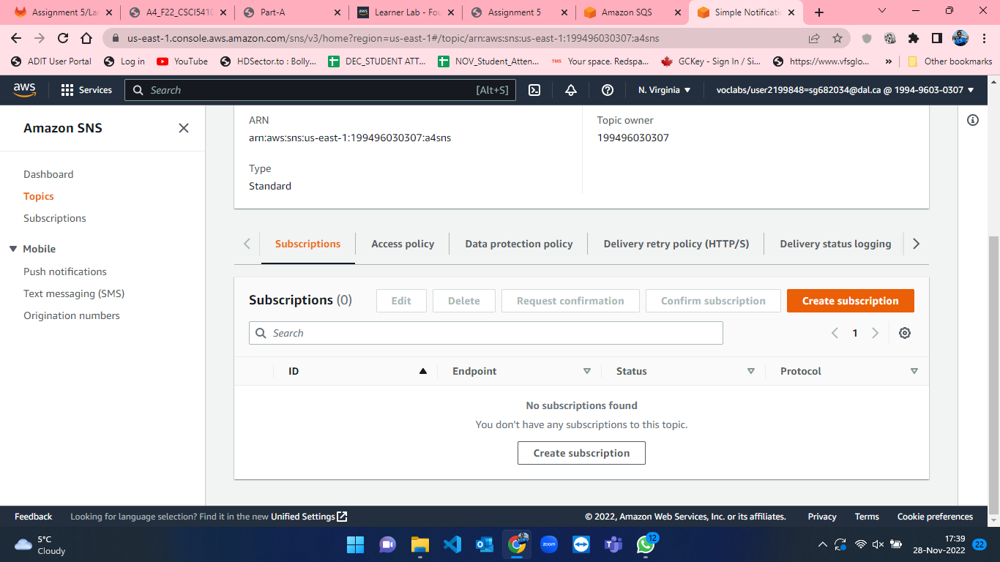 Assignment 5/Lar
A4_F22_CSCI541C
Part-A
Learner Lab - Fou
Assignment 5
Amazon SQS
Simple Notificatio
us-east-1.console.aws.amazon.com/sns/v3/home?region=us-east-1#/topic/arn:aws:sns:us-east-1:199496030307:a4sns
ADIT User Portal
Log in
YouTube
HDSector.to : Bolly...
DEC_STUDENT ATT...
NOV_Student_Atten...
TMS
Your space. Redspa...
GCKey - Sign In / Si...
https://www.vfsglo...
»
Other bookmarks
aws
Services
Search
[Alt+S]
N. Virginia
voclabs/user2199848=sg682034@dal.ca @ 1994-9603-0307
Amazon SNS
Dashboard
Topics
Subscriptions
Mobile
Push notifications
Text messaging (SMS)
Origination numbers
ARN
arn:aws:sns:us-east-1:199496030307:a4sns
Topic owner
199496030307
Type
Standard
Subscriptions
Access policy
Data protection policy
Delivery retry policy (HTTP/S)
Delivery status logging
Subscriptions (0)
Edit
Delete
Request confirmation
Confirm subscription
Create subscription
Search
1
ID
Endpoint
Status
Protocol
No subscriptions found
You don't have any subscriptions to this topic.
Create subscription
Feedback
Looking for language selection? Find it in the new Unified Settings
© 2022, Amazon Web Services, Inc. or its affiliates.
Privacy
Terms
Cookie preferences
5°C
Cloudy
zoom
12
17:39
28-Nov-2022
22